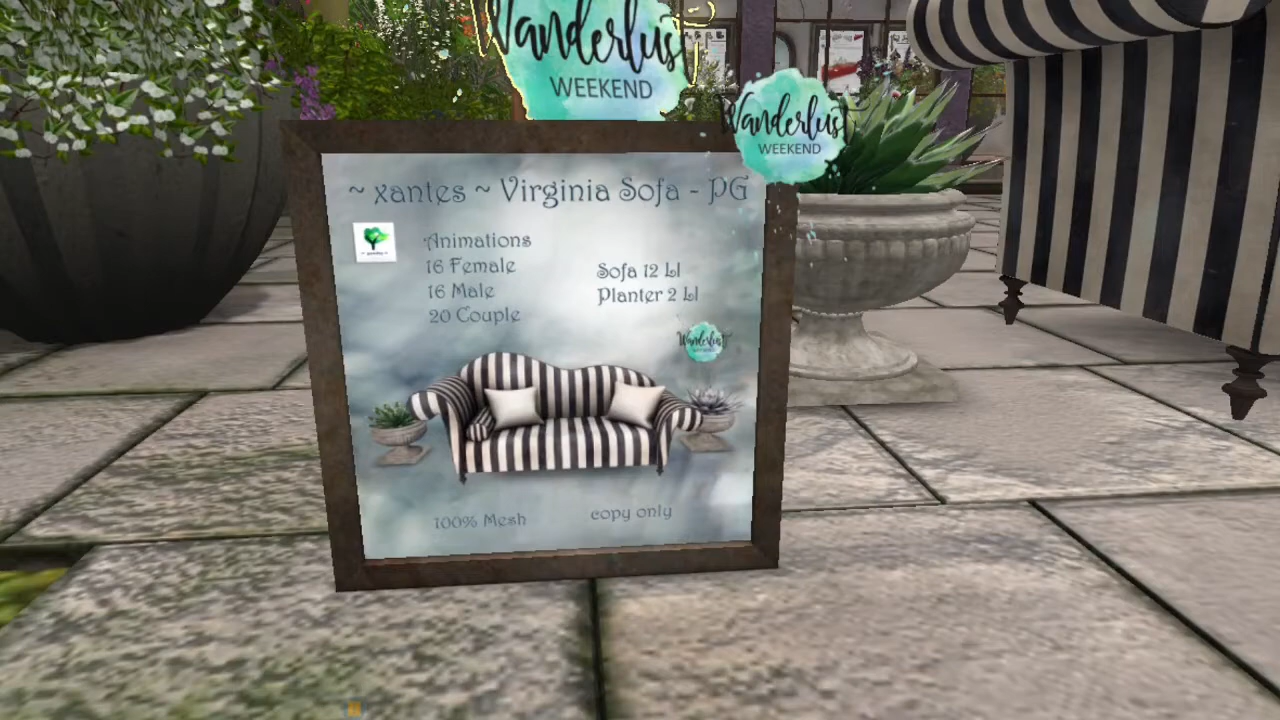 Wanderlust
WEEKEND
Wanderlust
WEEKEND
~ xantes ~ Virginia Sofa - PG
Animations
16 Female
16 Male
20 Couple
Sofa 12 LI
Planter 2 LI
Wanderlust
100% Mesh
copy only